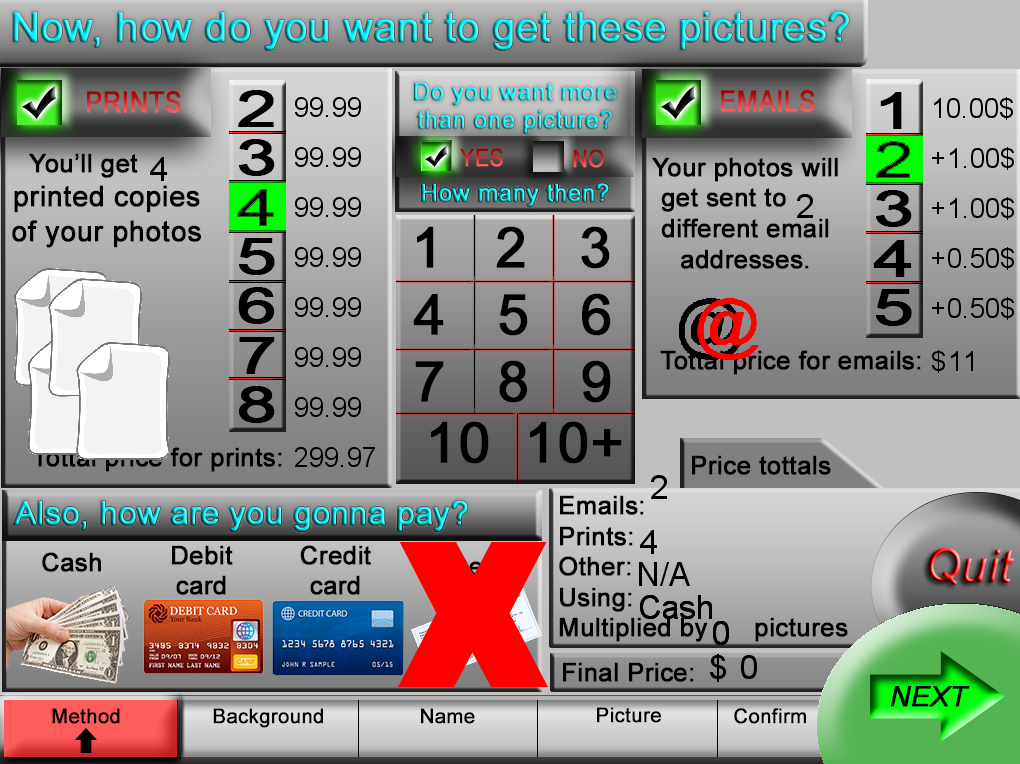 Now, how do you want to get these pictures?
PRINTS
You'll get 4
printed copies
of your photos
2 99.99
3 99.99
4 99.99
5 99.99
6 99.99
7 99.99
8 99.99
Tottal price for prints: 299.97
Do you want more
than one picture?
YES NO
How many then?
1 2 3
4 5 6
7 8 9
10 10+
EMAILS
Your photos will
get sent to 2
different email
addresses.
1 10.00$
2 +1.00$
3 +1.00$
4 +0.50$
5 +0.50$
@@
Tottal price for emails: $11
Price tottals
Emails: 2
Prints: 4
Other: N/A
Using: Cash
Multiplied by 0 pictures
Final Price: $ 0
Also, how are you gonna pay?
Cash
Debit
card
DEBIT CARD
Your Bank
3485 8374 9832 8304
FIRST NAME LAST NAME
CARD
Credit
card
CREDIT CARD
1234 5678 8765 4321
JOHN R SAMPLE 05/15
X
Quit
NEXT
Method
Background
Name
Picture
Confirm